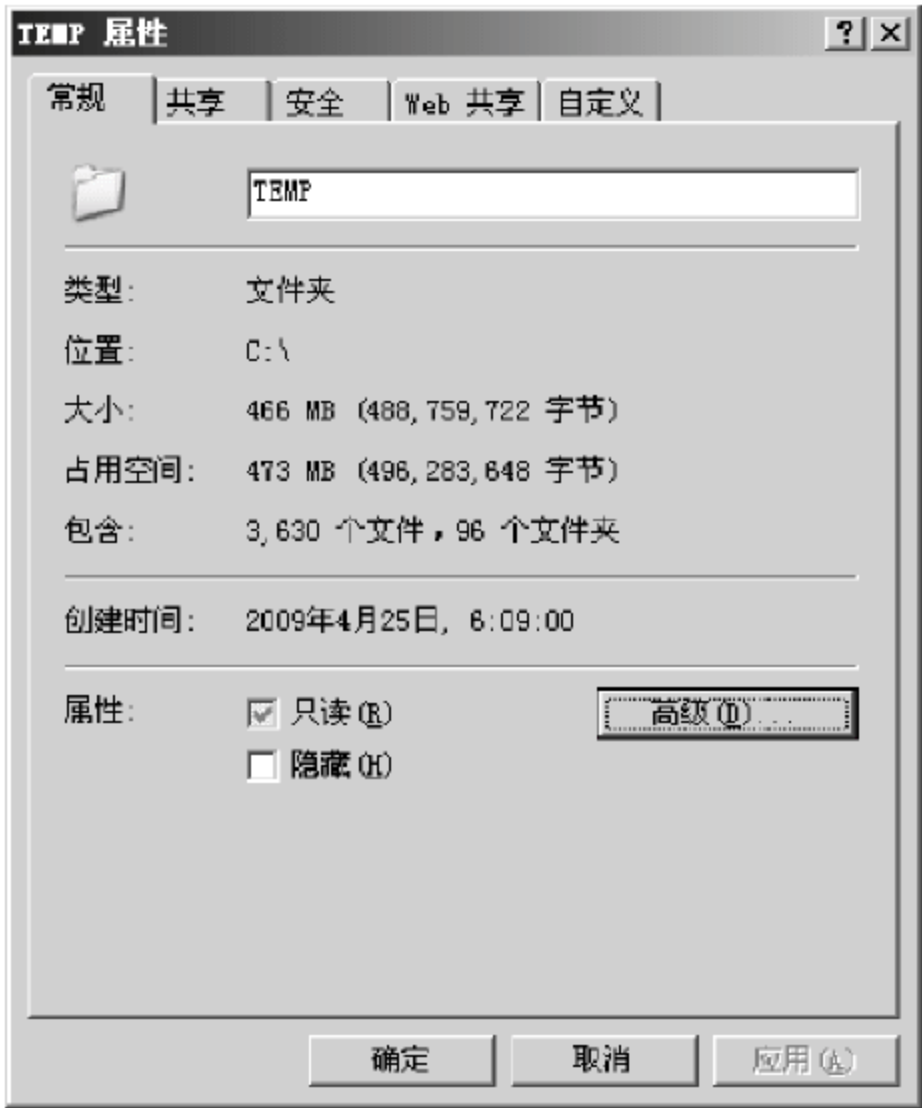 TEMP 属性
常规 共享 安全 Web 共享 自定义
TEMP
类型: 文件夹
位置: C:\
大小: 466 MB (488,759,722 字节)
占用空间: 473 MB (496,283,648 字节)
包含: 3,630 个文件，96 个文件夹
创建时间: 2009年4月25日, 6:09:00
属性: 只读(R) 高级(D)...
隐藏(H)
确定 取消 应用(A)